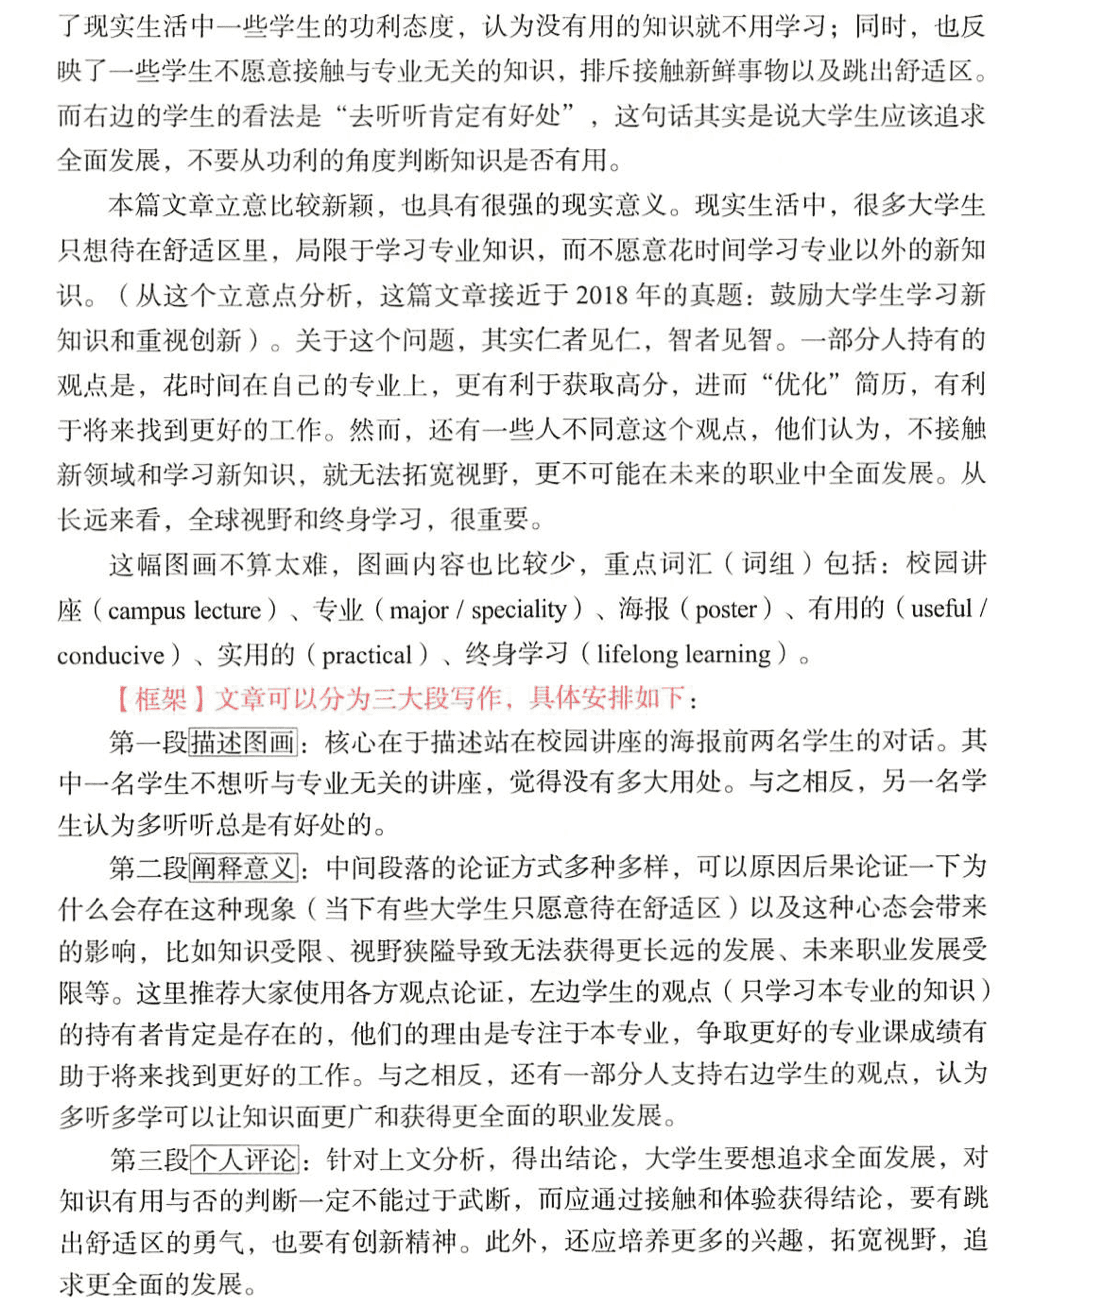 了现实生活中一些学生的功利态度，认为没有用的知识就不用学习；同时，也反
映了一些学生不愿意接触与专业无关的知识，排斥接触新鲜事物以及跳出舒适区。
而右边的学生的看法是“去听听肯定有好处”，这句话其实是说大学生应该追求
全面发展，不要从功利的角度判断知识是否有用。
本篇文章立意比较新颖，也具有很强的现实意义。现实生活中，很多大学生
只想待在舒适区里，局限于学习专业知识，而不愿意花时间学习专业以外的新知
识。（从这个立意点分析，这篇文章接近于 2018 年的真题：鼓励大学生学习新
知识和重视创新）。关于这个问题，其实仁者见仁，智者见智。一部分人持有的
观点是，花时间在自己的专业上，更有利于获取高分，进而“优化”简历，有利
于将来找到更好的工作。然而，还有一些人不同意这个观点，他们认为，不接触
新领域和学习新知识，就无法拓宽视野，更不可能在未来的职业中全面发展。从
长远来看，全球视野和终身学习，很重要。
这幅图画不算太难，图画内容也比较少，重点词汇（词组）包括：校园讲
座（campus lecture）、专业（major / speciality）、海报（poster）、有用的（useful /
conducive）、实用的（practical）、终身学习（lifelong learning）。
【框架】文章可以分为三大段写作，具体安排如下：
第一段描述图画：核心在于描述站在校园讲座的海报前两名学生的对话。其
中一名学生不想听与专业无关的讲座，觉得没有多大用处。与之相反，另一名学
生认为多听听总是有好处的。
第二段阐释意义：中间段落的论证方式多种多样，可以原因后果论证一下为
什么会存在这种现象（当下有些大学生只愿意待在舒适区）以及这种心态会带来
的影响，比如知识受限、视野狭隘导致无法获得更长远的发展、未来职业发展受
限等。这里推荐大家使用各方观点论证，左边学生的观点（只学习本专业的知识）
的持有者肯定是存在的，他们的理由是专注于本专业，争取更好的专业课成绩有
助于将来找到更好的工作。与之相反，还有一部分人支持右边学生的观点，认为
多听多学可以让知识面更广和获得更全面的职业发展。
第三段个人评论：针对上文分析，得出结论，大学生要想追求全面发展，对
知识有用与否的判断一定不能过于武断，而应通过接触和体验获得结论，要有跳
出舒适区的勇气，也要有创新精神。此外，还应培养更多的兴趣，拓宽视野，追
求更全面的发展。